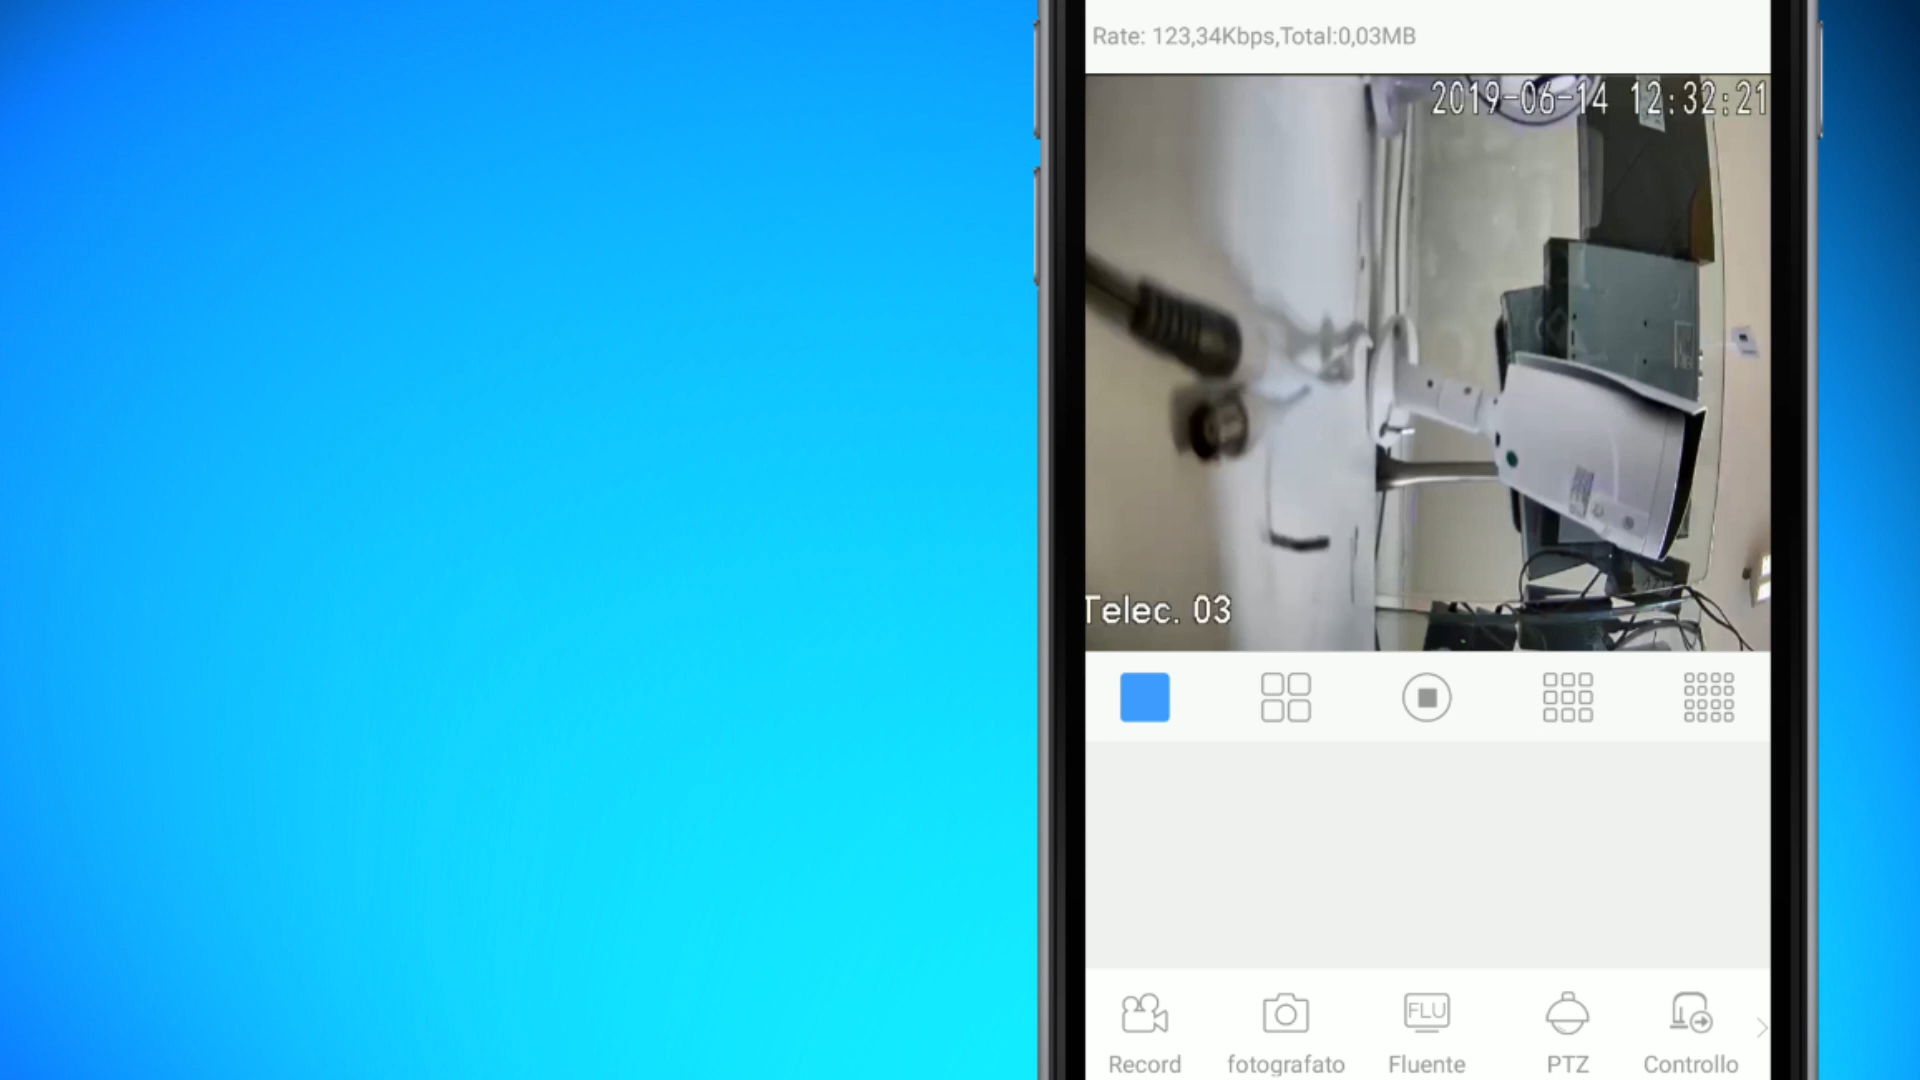 Rate: 123,34Kbps,Total:0,03MB
2019-06-14 12:32:21
Telec. 03
FLU
Record fotografato Fluente PTZ Controllo